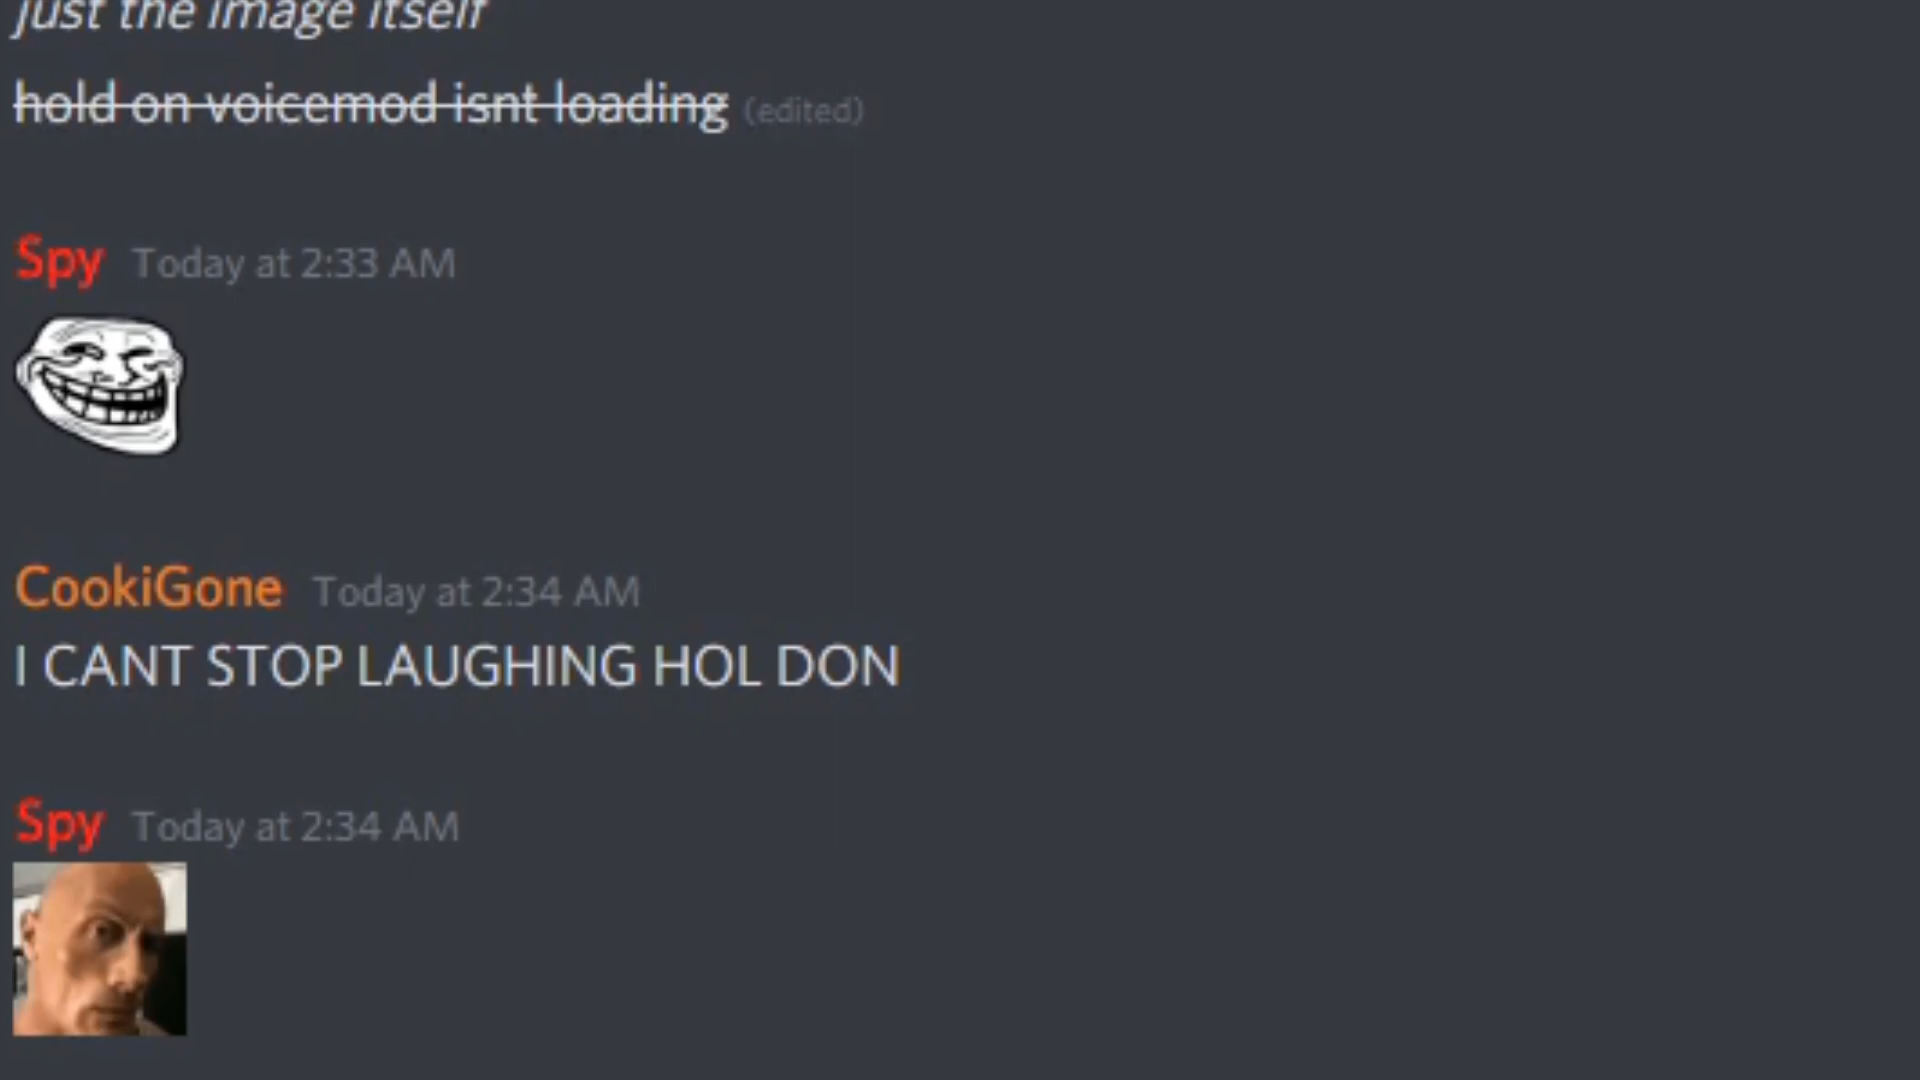 just the image itself
hold on voicemod isnt loading (edited)
Spy Today at 2:33 AM
CookiGone Today at 2:34 AM
I CANT STOP LAUGHING HOL DON
Spy Today at 2:34 AM